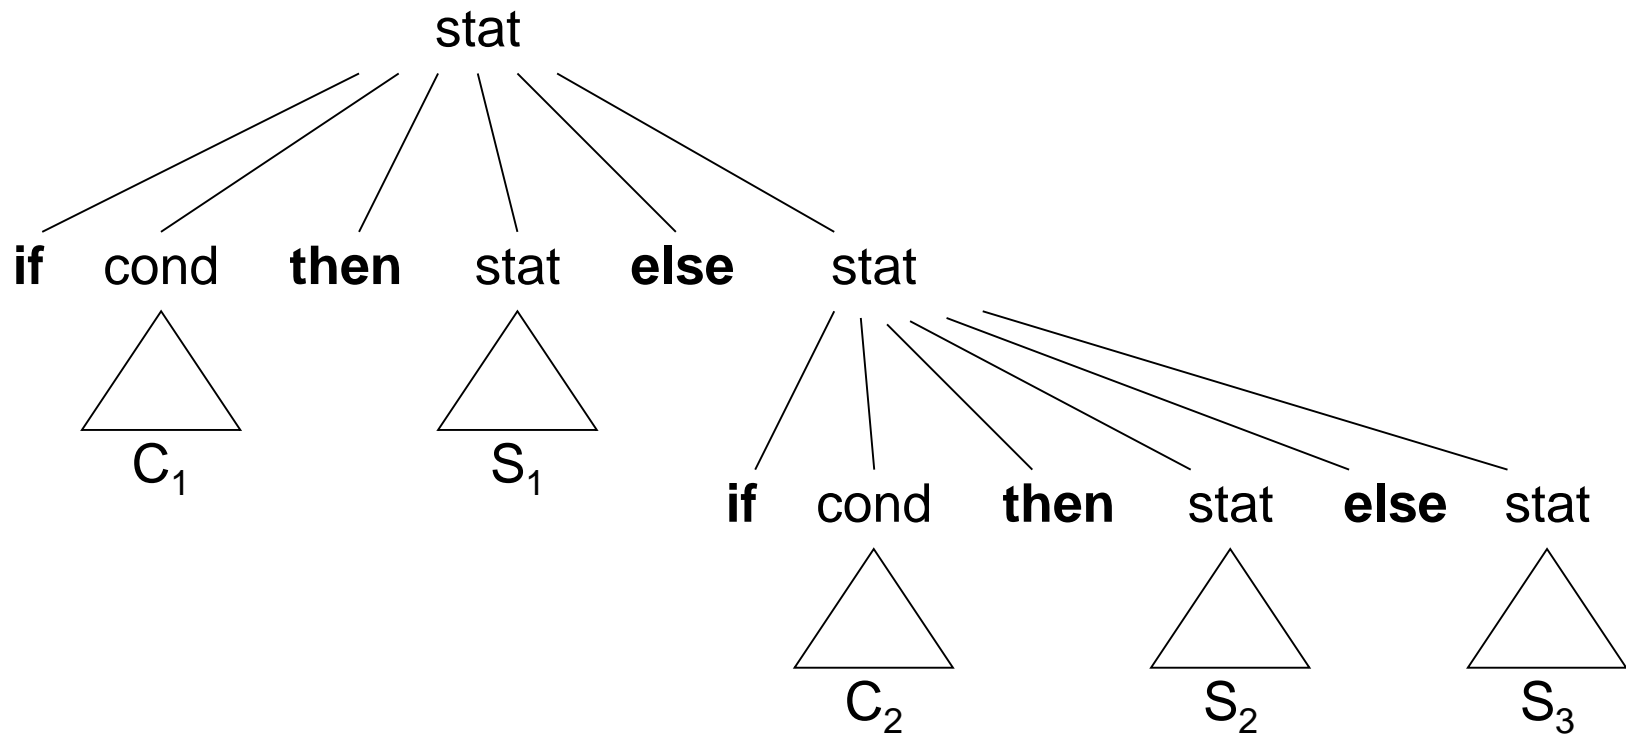 stat
if cond then stat else stat
C₁ S₁
if cond then stat else stat
C₂ S₂ S₃